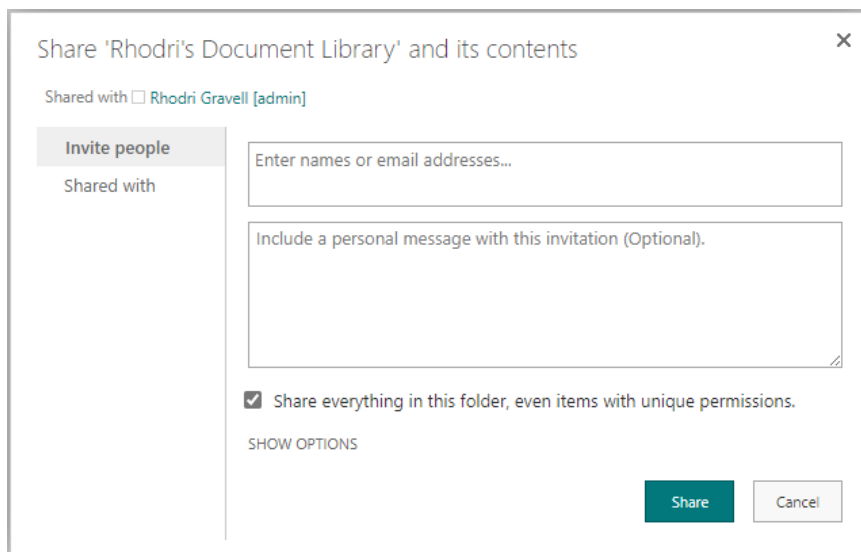 Share 'Rhodri's Document Library' and its contents
Shared with Rhodri Gravell [admin]
Invite people
Shared with
Enter names or email addresses...
Include a personal message with this invitation (Optional).
Share everything in this folder, even items with unique permissions.
SHOW OPTIONS
Share
Cancel